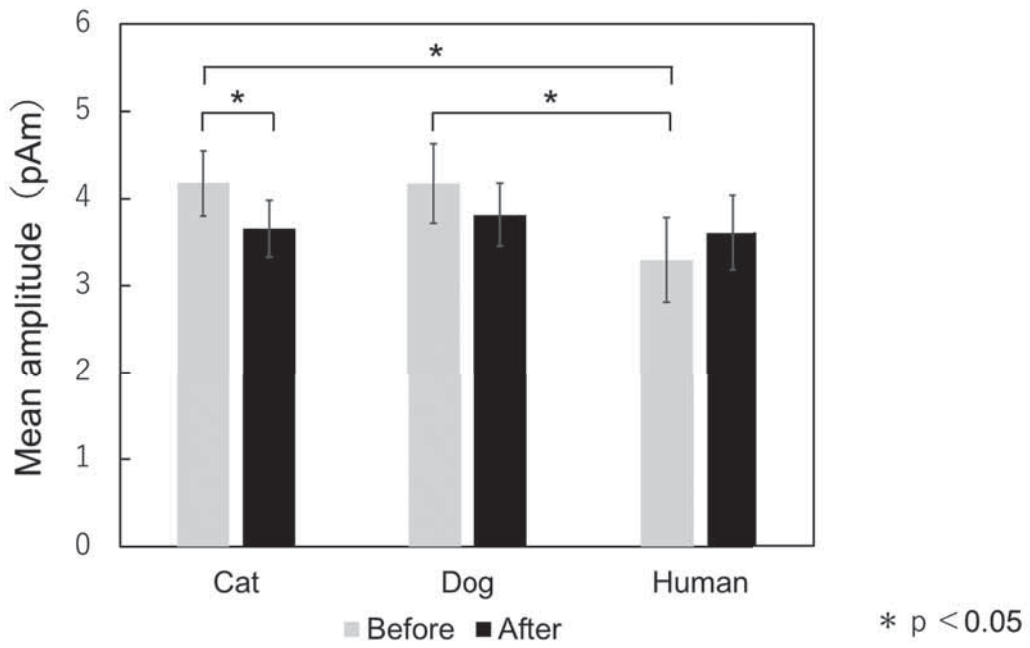 6
*
*
*
5
4
3
2
1
0
Mean amplitude (pAm)
Cat Dog Human
Before After
* p <0.05